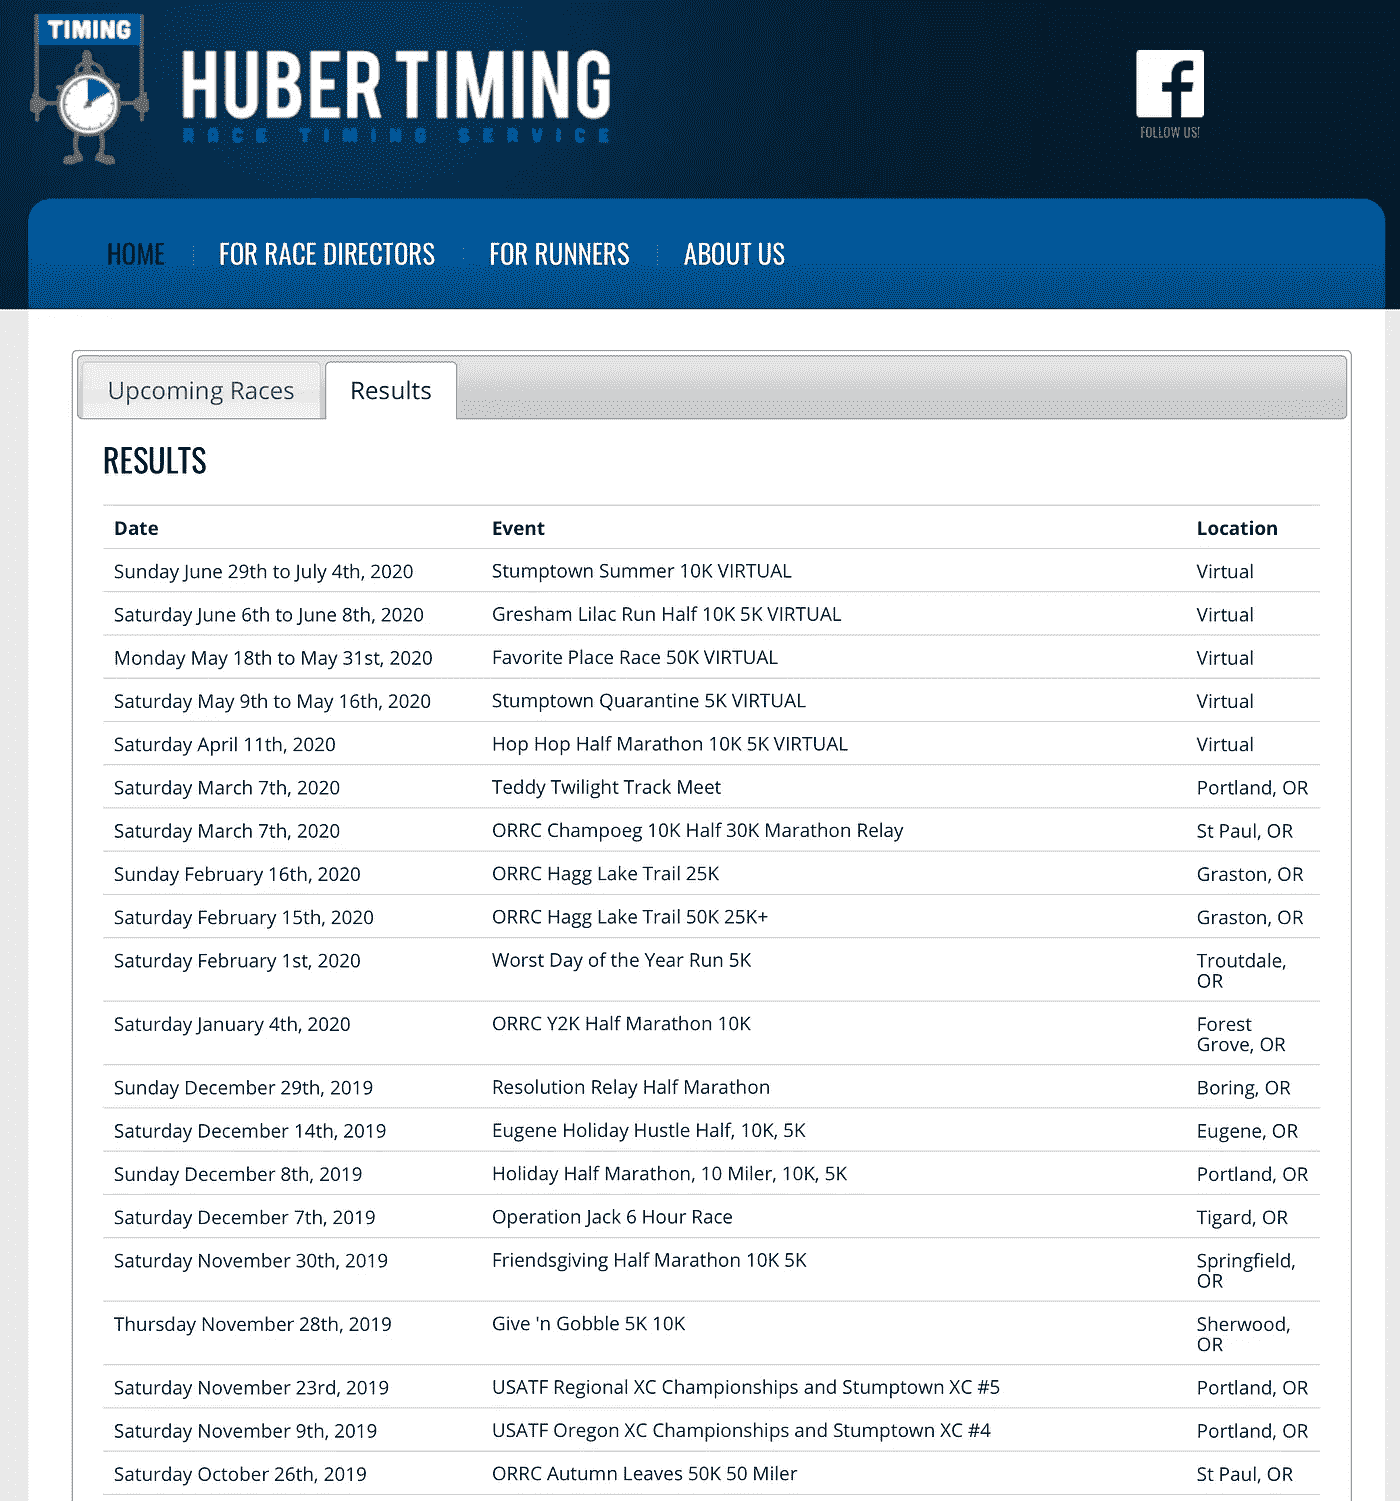 TIMING
HUBER TIMING
RACE TIMING SERVICE
FOLLOW US!
HOME FOR RACE DIRECTORS FOR RUNNERS ABOUT US
Upcoming Races Results
RESULTS
Date Event Location
Sunday June 29th to July 4th, 2020 Stumptown Summer 10K VIRTUAL Virtual
Saturday June 6th to June 8th, 2020 Gresham Lilac Run Half 10K 5K VIRTUAL Virtual
Monday May 18th to May 31st, 2020 Favorite Place Race 50K VIRTUAL Virtual
Saturday May 9th to May 16th, 2020 Stumptown Quarantine 5K VIRTUAL Virtual
Saturday April 11th, 2020 Hop Hop Half Marathon 10K 5K VIRTUAL Virtual
Saturday March 7th, 2020 Teddy Twilight Track Meet Portland, OR
Saturday March 7th, 2020 ORRC Champoeg 10K Half 30K Marathon Relay St Paul, OR
Sunday February 16th, 2020 ORRC Hagg Lake Trail 25K Graston, OR
Saturday February 15th, 2020 ORRC Hagg Lake Trail 50K 25K+ Graston, OR
Saturday February 1st, 2020 Worst Day of the Year Run 5K Troutdale,
OR
Saturday January 4th, 2020 ORRC Y2K Half Marathon 10K Forest
Grove, OR
Sunday December 29th, 2019 Resolution Relay Half Marathon Boring, OR
Saturday December 14th, 2019 Eugene Holiday Hustle Half, 10K, 5K Eugene, OR
Sunday December 8th, 2019 Holiday Half Marathon, 10 Miler, 10K, 5K Portland, OR
Saturday December 7th, 2019 Operation Jack 6 Hour Race Tigard, OR
Saturday November 30th, 2019 Friendsgiving Half Marathon 10K 5K Springfield,
OR
Thursday November 28th, 2019 Give 'n Gobble 5K 10K Sherwood,
OR
Saturday November 23rd, 2019 USATF Regional XC Championships and Stumptown XC #5 Portland, OR
Saturday November 9th, 2019 USATF Oregon XC Championships and Stumptown XC #4 Portland, OR
Saturday October 26th, 2019 ORRC Autumn Leaves 50K 50 Miler St Paul, OR